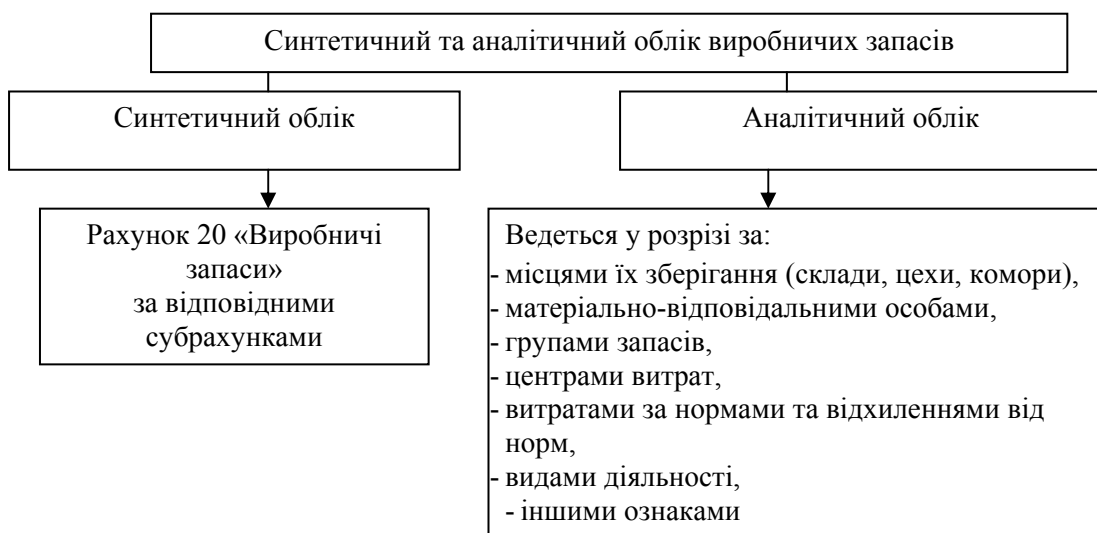 Синтетичний та аналітичний облік виробничих запасів
Синтетичний облік
Аналітичний облік
Рахунок 20 «Виробничі
запаси»
за відповідними
субрахунками
Ведеться у розрізі за:
- місцями їх зберігання (склади, цехи, комори),
- матеріально-відповідальними особами,
- групами запасів,
- центрами витрат,
- витратами за нормами та відхиленнями від
норм,
- видами діяльності,
- іншими ознаками